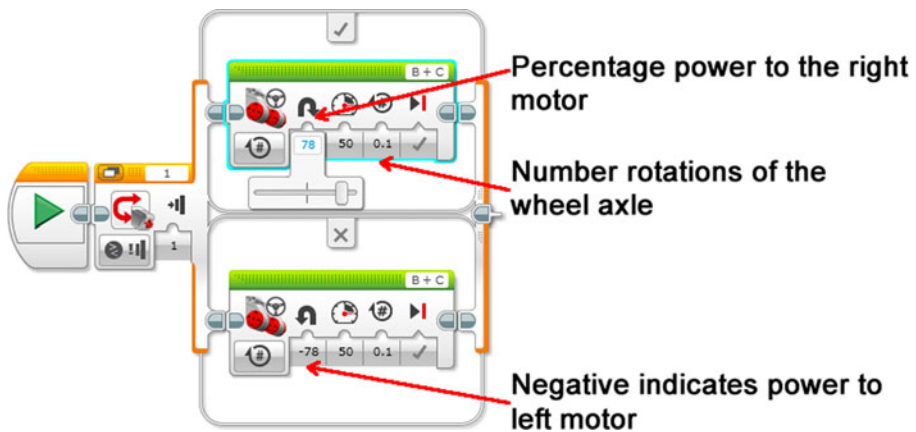 B + C
Percentage power to the right
motor
#
1
78
50
0.1
#
Number rotations of the
wheel axle
1
B + C
#
-78
50
0.1
#
Negative indicates power to
left motor